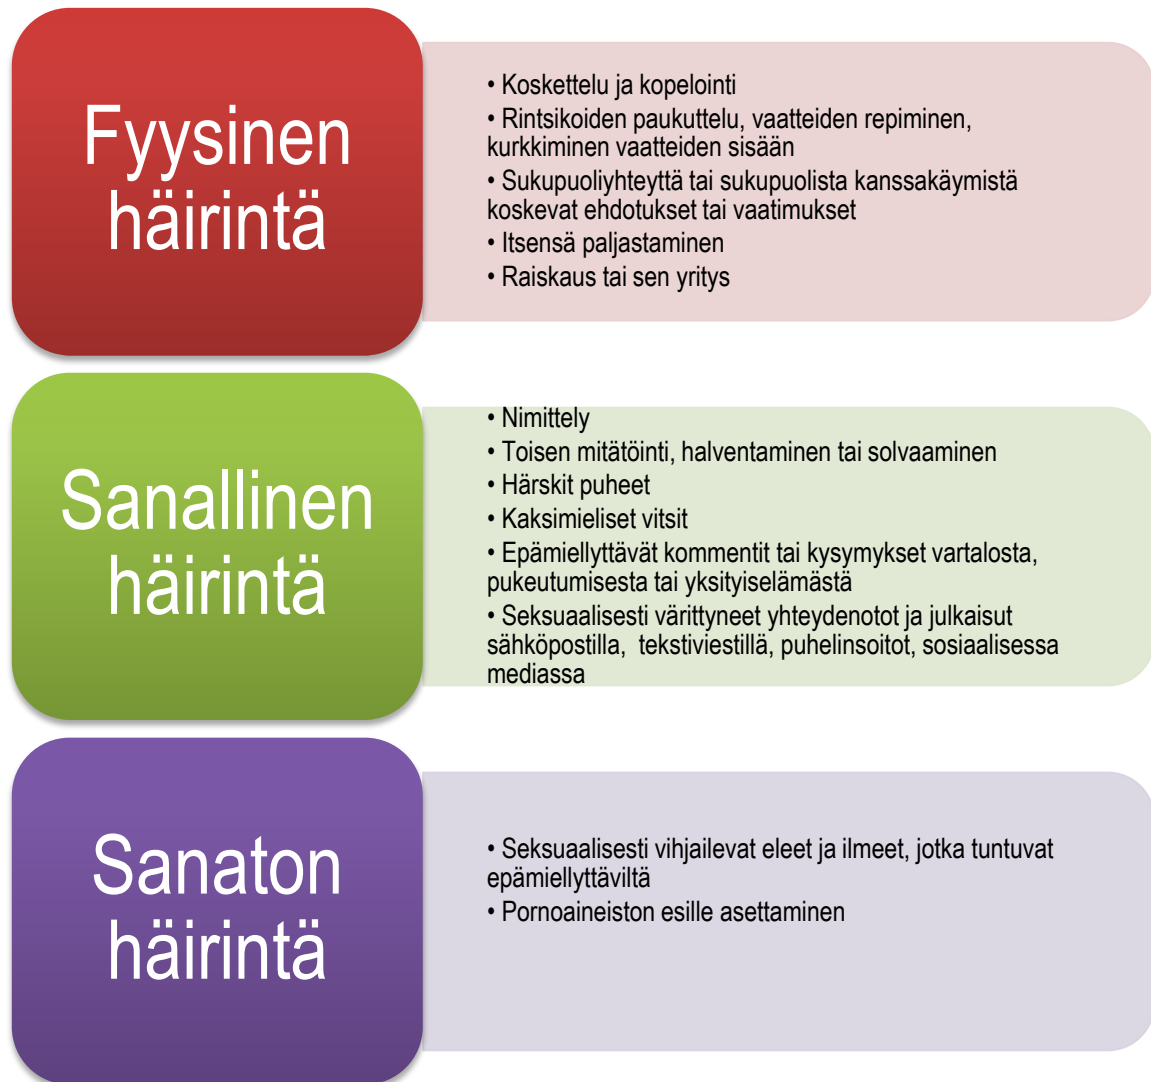 Fyysinen
häirintä
• Koskettelu ja kopelointi
• Rintsikoiden paukuttelu, vaatteiden repiminen,
kurkkiminen vaatteiden sisään
• Sukupuoliyhteyttä tai sukupuolista kanssakäymistä
koskevat ehdotukset tai vaatimukset
• Itsensä paljastaminen
• Raiskaus tai sen yritys
Sanallinen
häirintä
• Nimittely
• Toisen mitätöinti, halventaminen tai solvaaminen
• Härskit puheet
• Kaksimieliset vitsit
• Epämiellyttävät kommentit tai kysymykset vartalosta,
pukeutumisesta tai yksityiselämästä
• Seksuaalisesti värittyneet yhteydenotot ja julkaisut
sähköpostilla,  tekstiviestillä, puhelinsoitot, sosiaalisessa
mediassa
Sanaton
häirintä
• Seksuaalisesti vihjailevat eleet ja ilmeet, jotka tuntuvat
epämiellyttäviltä
• Pornoaineiston esille asettaminen